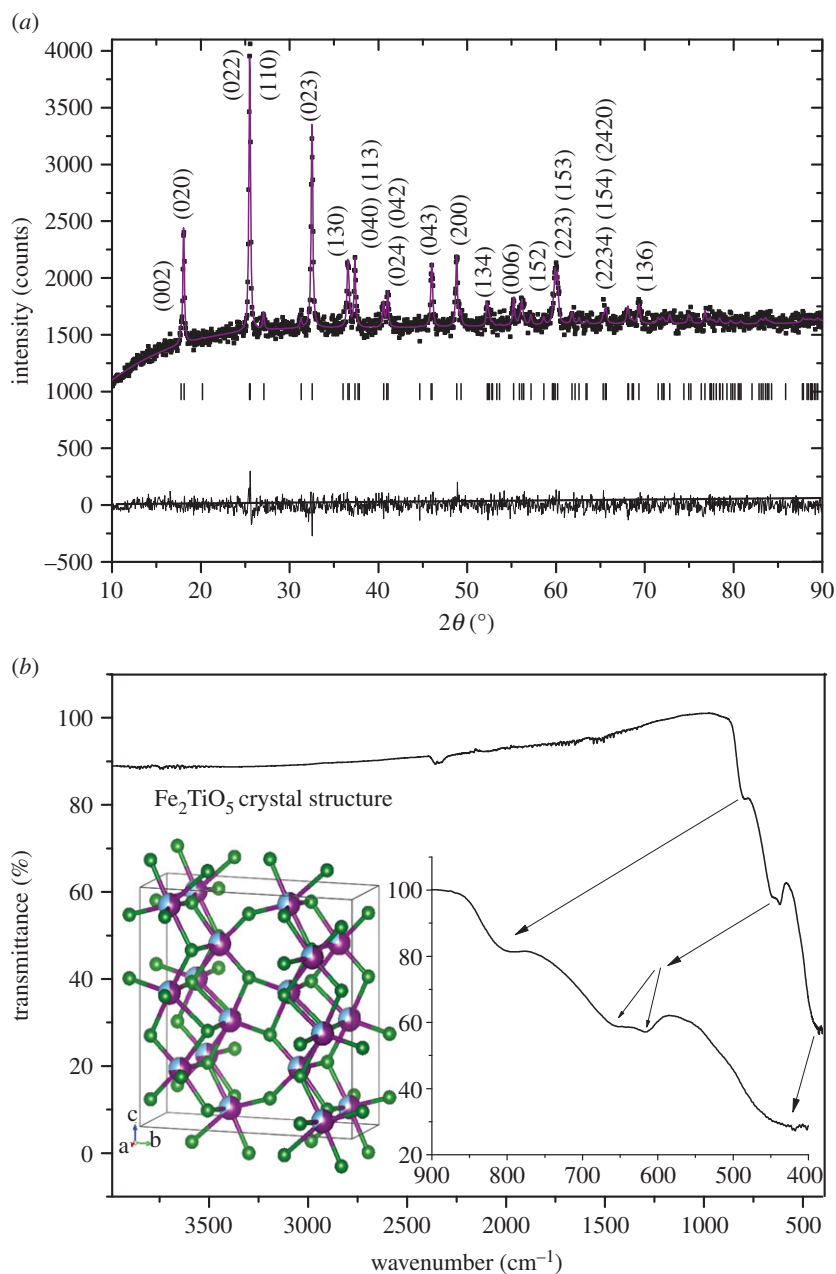 (a)
4000
3500
3000
2500
2000
1500
1000
500
0
–500
intensity (counts)
(002)
(020)
(022)
(110)
(023)
(130)
(040) (113)
(024) (042)
(043)
(200)
(134)
(006)
(152)
(223) (153)
(2234) (154) (2420)
(136)
10 20 30 40 50 60 70 80 90
2θ (°)
(b)
100
80
60
40
20
0
transmittance (%)
Fe2TiO5 crystal structure
c
a b
100
80
60
40
20
900 800 700 600 500 400
3500 3000 2500 2000 1500 1000 500
wavenumber (cm–1)